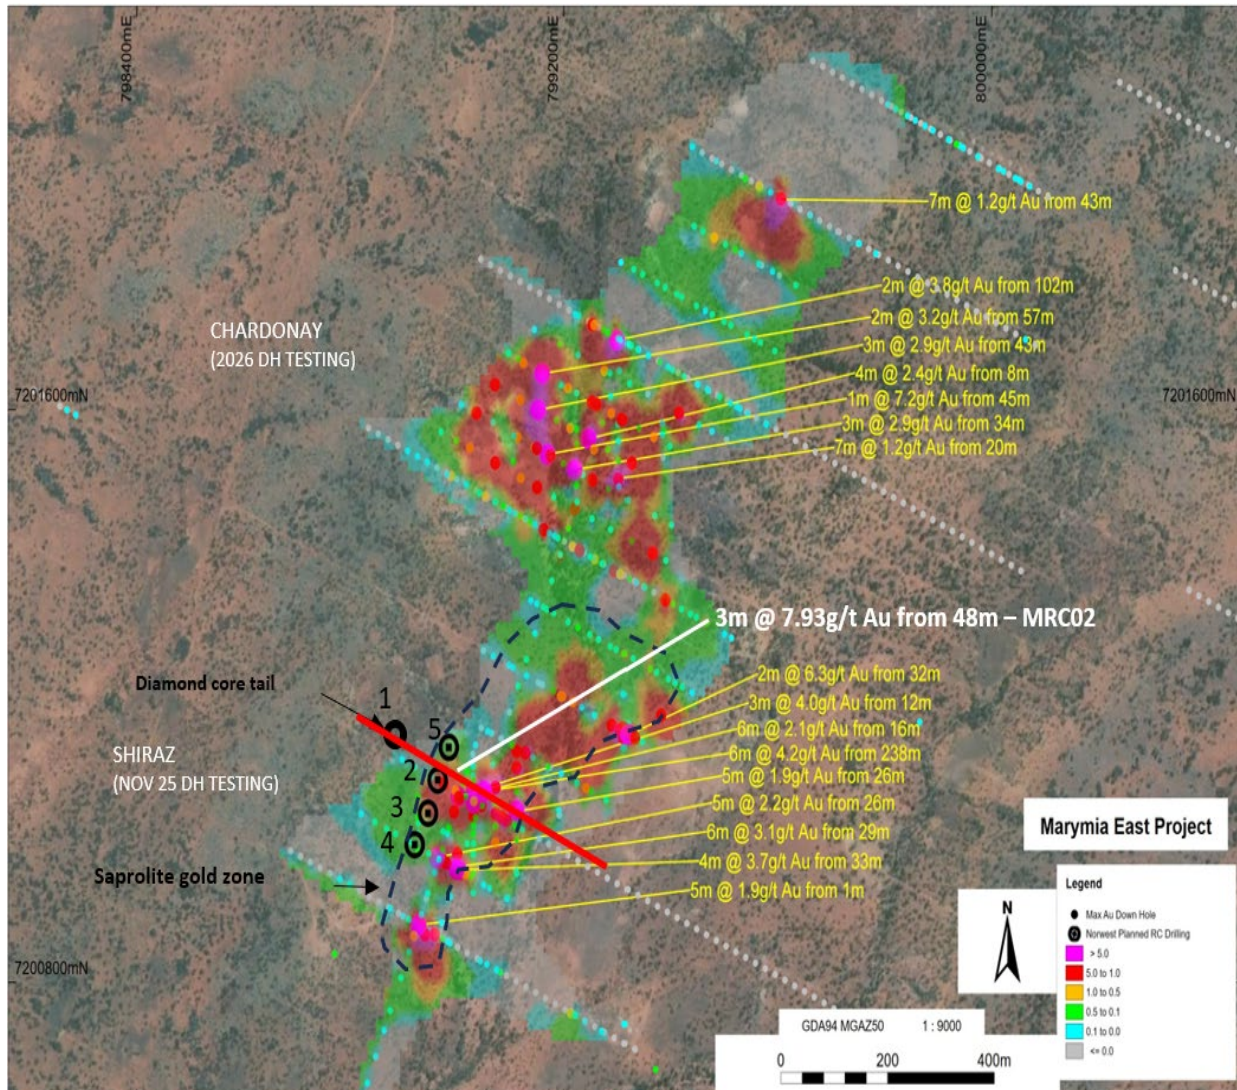 798400mE
799200mE
800000mE
7m @ 1.2g/t Au from 43m
2m @ 3.8g/t Au from 102m
2m @ 3.2g/t Au from 57m
3m @ 2.9g/t Au from 43m
4m @ 2.4g/t Au from 8m
1m @ 7.2g/t Au from 45m
3m @ 2.9g/t Au from 34m
7m @ 1.2g/t Au from 20m
CHARDONAY
(2026 DH TESTING)
7201600mN
7201600mN
3m @ 7.93g/t Au from 48m – MRC02
2m @ 6.3g/t Au from 32m
3m @ 4.0g/t Au from 12m
6m @ 2.1g/t Au from 16m
6m @ 4.2g/t Au from 238m
5m @ 1.9g/t Au from 26m
5m @ 2.2g/t Au from 26m
6m @ 3.1g/t Au from 29m
4m @ 3.7g/t Au from 33m
5m @ 1.9g/t Au from 1m
Diamond core tail
1
5
2
3
4
SHIRAZ
(NOV 25 DH TESTING)
Saprolite gold zone
7200800mN
Marymia East Project
N
Legend
Max Au Down Hole
Norwest Planned RC Drilling
> 5.0
5.0 to 1.0
1.0 to 0.5
0.5 to 0.1
0.1 to 0.0
<= 0.0
GDA94 MGAZ50 1 : 9000
0 200 400m